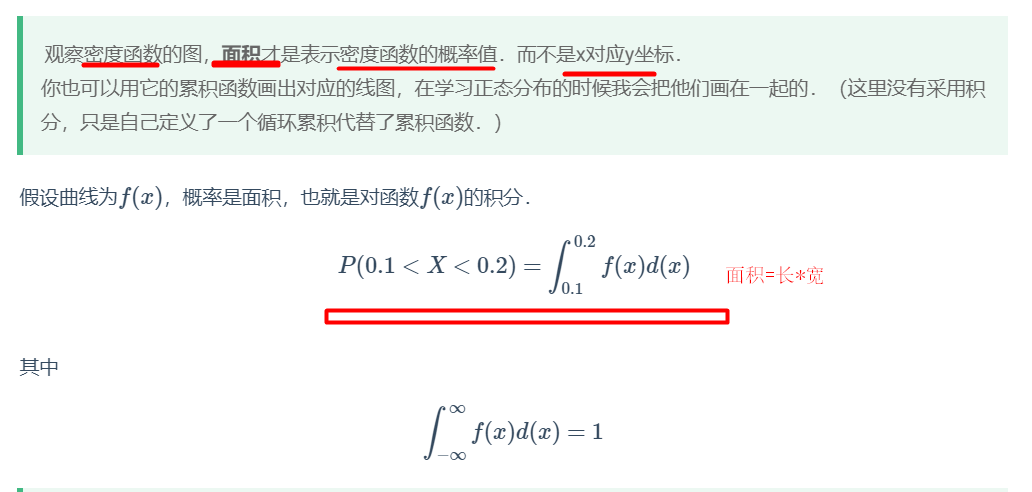 观察密度函数的图，面积才是表示密度函数的概率值．而不是x对应y坐标．
你也可以用它的累积函数画出对应的线图，在学习正态分布的时候我会把他们画在一起的．（这里没有采用积
分，只是自己定义了一个循环累积代替了累积函数．）
假设曲线为f(x)，概率是面积，也就是对函数f(x)的积分．
P(0.1 < X < 0.2) = ∫_{0.1}^{0.2} f(x)d(x)
面积=长*宽
其中
∫_{-∞}^{∞} f(x)d(x) = 1